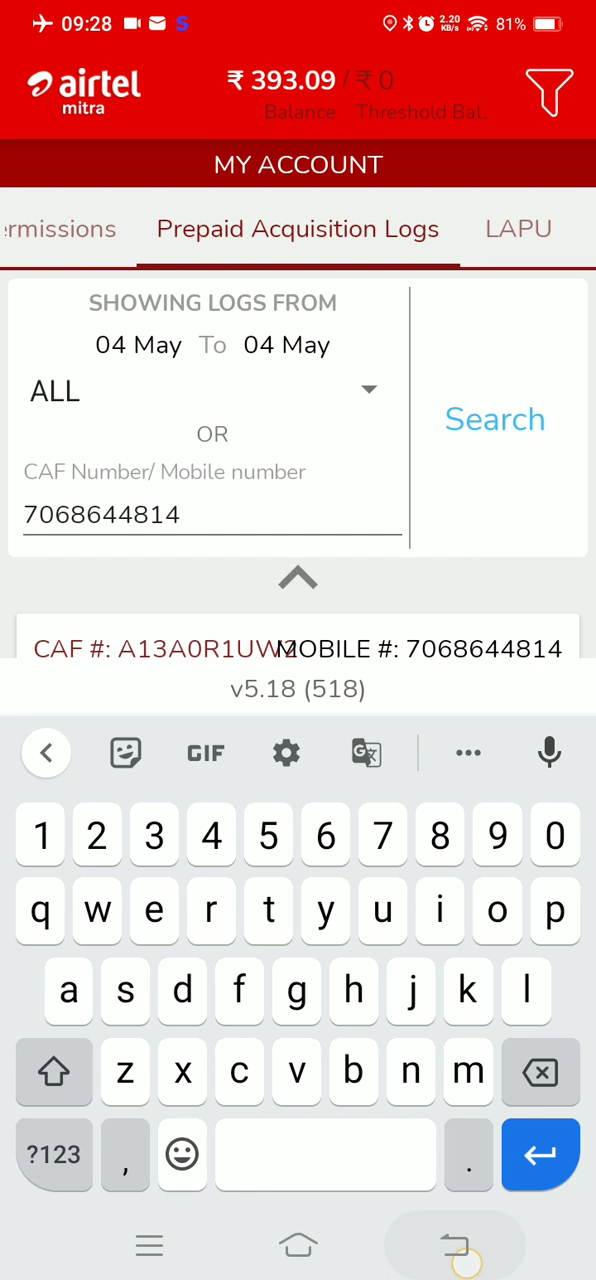 09:28 S 2.20 KB/s 81%
airtel
mitra
₹ 393.09 / ₹ 0
Balance Threshold Bal.
MY ACCOUNT
ermissions Prepaid Acquisition Logs LAPU
SHOWING LOGS FROM
04 May To 04 May
ALL
OR
Search
CAF Number/ Mobile number
7068644814
CAF #: A13A0R1UW2 MOBILE #: 7068644814
v5.18 (518)
GIF
1 2 3 4 5 6 7 8 9 0
q w e r t y u i o p
a s d f g h j k l
z x c v b n m
?123 , .